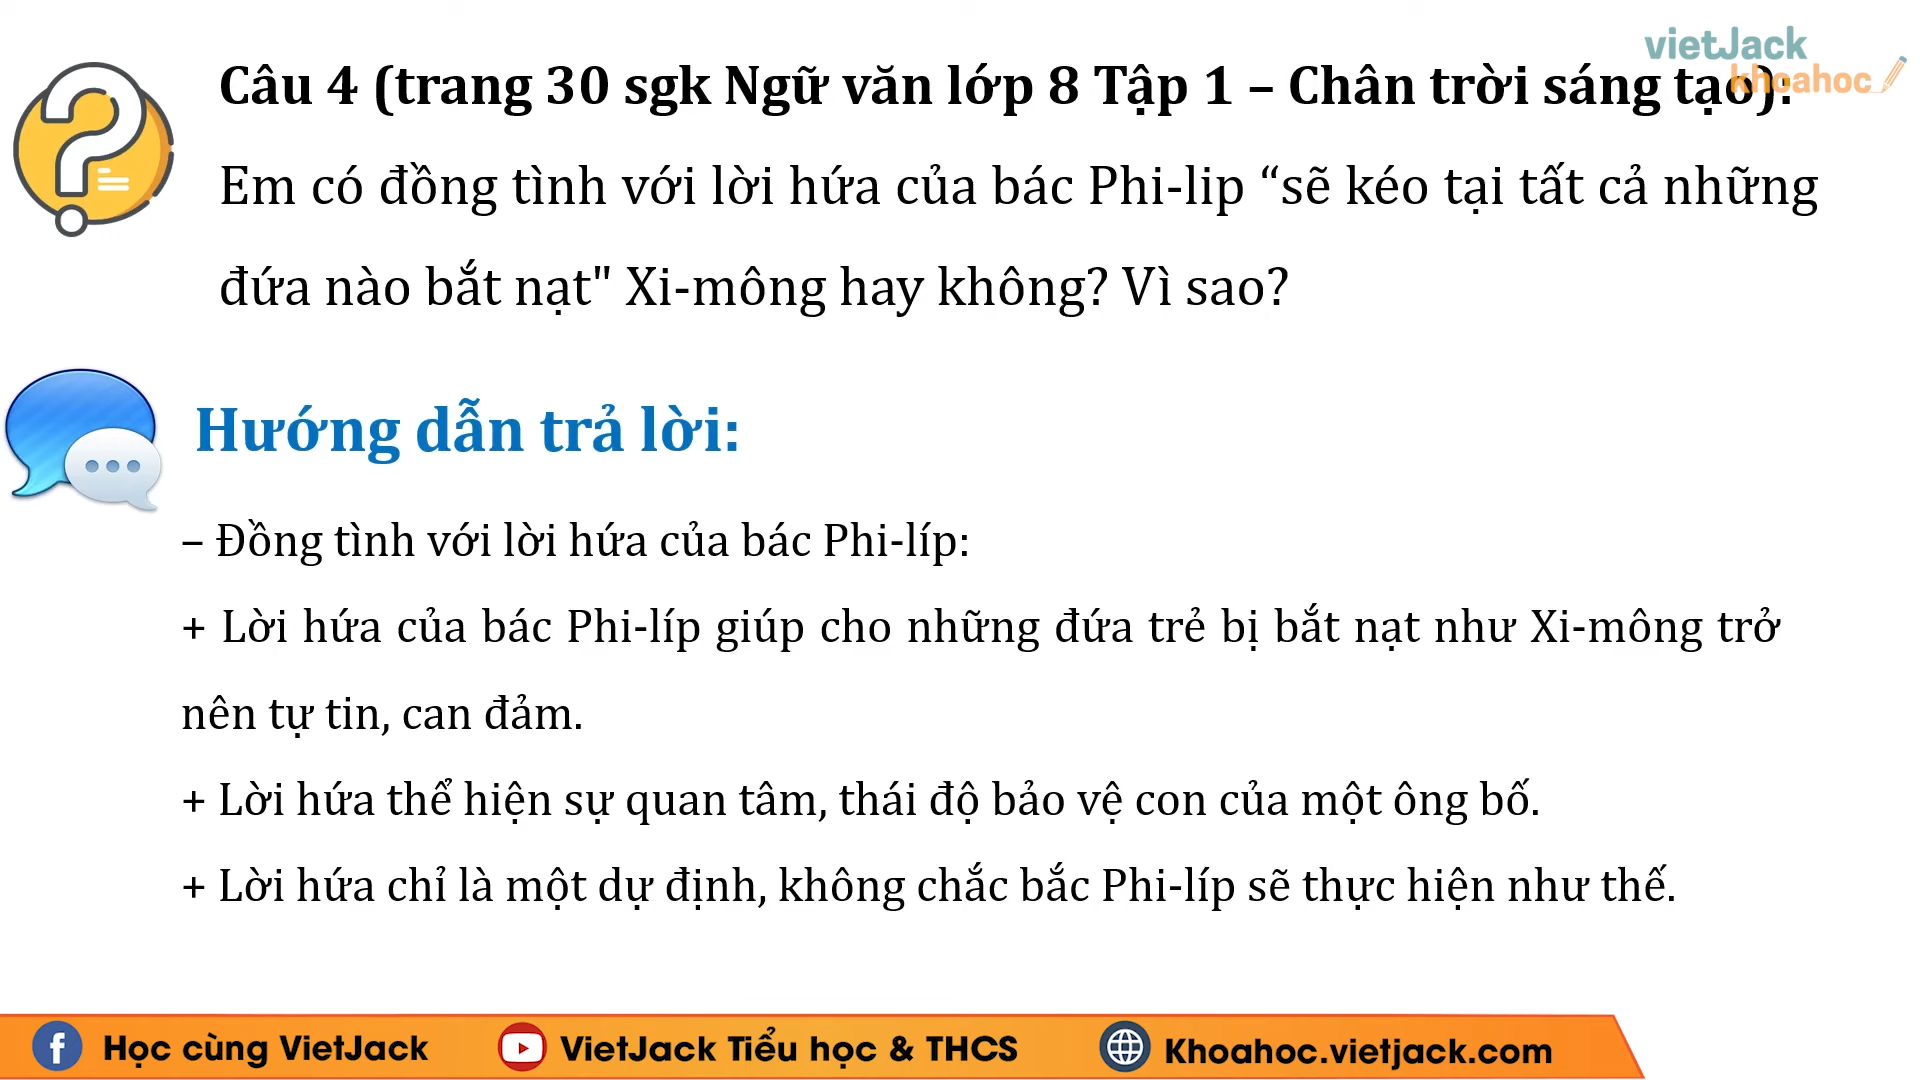 vietJack
khoahoc
Câu 4 (trang 30 sgk Ngữ văn lớp 8 Tập 1 – Chân trời sáng tạo):
Em có đồng tình với lời hứa của bác Phi-lip “sẽ kéo tại tất cả những
đứa nào bắt nạt" Xi-mông hay không? Vì sao?
Hướng dẫn trả lời:
– Đồng tình với lời hứa của bác Phi-líp:
+ Lời hứa của bác Phi-líp giúp cho những đứa trẻ bị bắt nạt như Xi-mông trở
nên tự tin, can đảm.
+ Lời hứa thể hiện sự quan tâm, thái độ bảo vệ con của một ông bố.
+ Lời hứa chỉ là một dự định, không chắc bắc Phi-líp sẽ thực hiện như thế.
Học cùng VietJack
VietJack Tiểu học & THCS
Khoahoc.vietjack.com